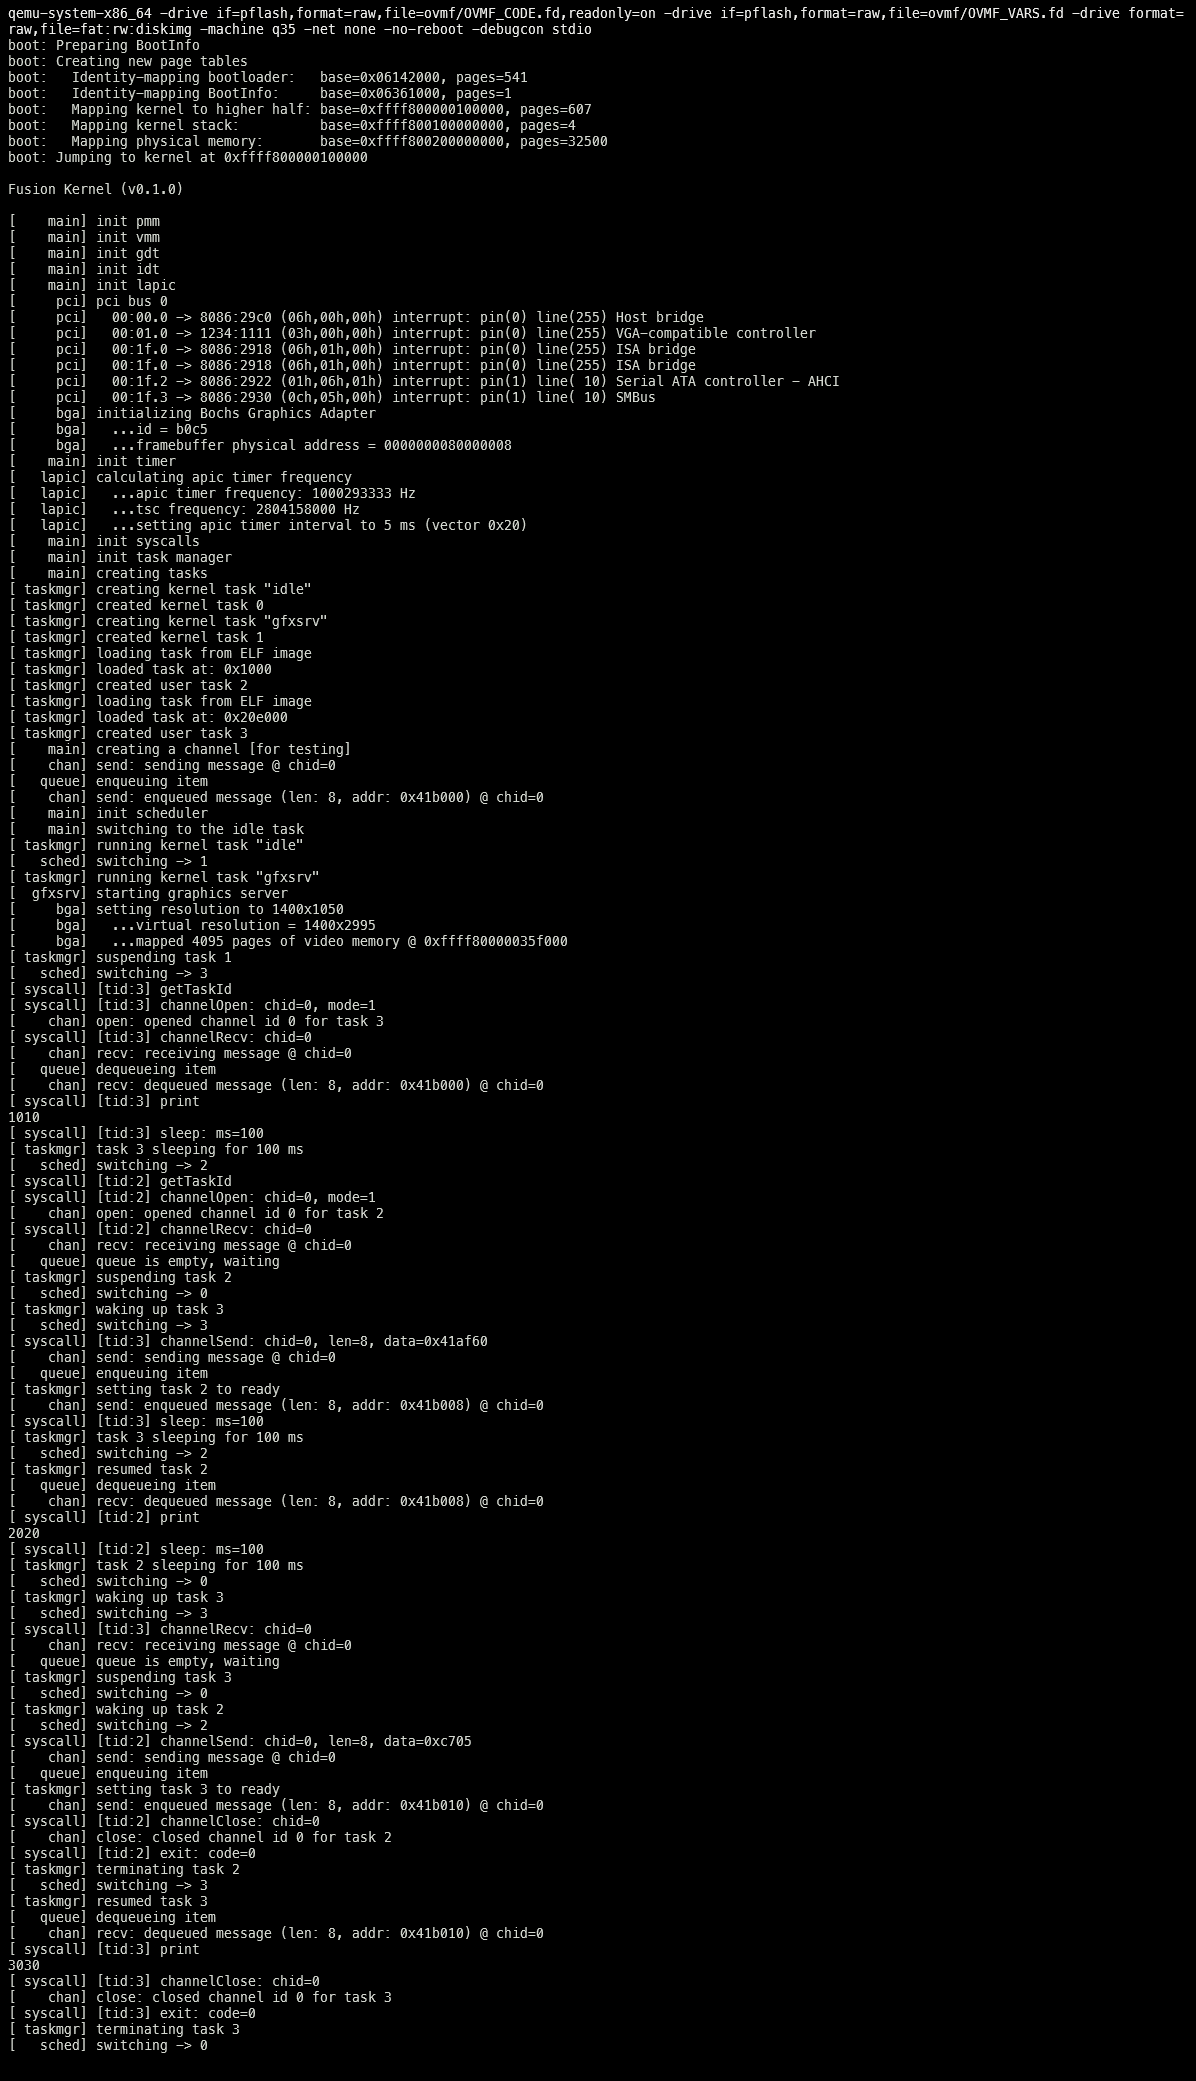 qemu-system-x86_64 -drive if=pflash,format=raw,file=ovmf/OVMF_CODE.fd,readonly=on -drive if=pflash,format=raw,file=ovmf/OVMF_VARS.fd -drive format=
raw,file=fat:rw:diskimg -machine q35 -net none -no-reboot -debugcon stdio
boot: Preparing BootInfo
boot: Creating new page tables
boot:   Identity-mapping bootloader:   base=0x06142000, pages=541
boot:   Identity-mapping BootInfo:     base=0x06361000, pages=1
boot:   Mapping kernel to higher half: base=0xffff800000100000, pages=607
boot:   Mapping kernel stack:          base=0xffff800100000000, pages=4
boot:   Mapping physical memory:       base=0xffff800200000000, pages=32500
boot: Jumping to kernel at 0xffff800000100000

Fusion Kernel (v0.1.0)

[    main] init pmm
[    main] init vmm
[    main] init gdt
[    main] init idt
[    main] init lapic
[     pci] pci bus 0
[     pci]   00:00.0 -> 8086:29c0 (06h,00h,00h) interrupt: pin(0) line(255) Host bridge
[     pci]   00:01.0 -> 1234:1111 (03h,00h,00h) interrupt: pin(0) line(255) VGA-compatible controller
[     pci]   00:1f.0 -> 8086:2918 (06h,01h,00h) interrupt: pin(0) line(255) ISA bridge
[     pci]   00:1f.0 -> 8086:2918 (06h,01h,00h) interrupt: pin(0) line(255) ISA bridge
[     pci]   00:1f.2 -> 8086:2922 (01h,06h,01h) interrupt: pin(1) line( 10) Serial ATA controller - AHCI
[     pci]   00:1f.3 -> 8086:2930 (0ch,05h,00h) interrupt: pin(1) line( 10) SMBus
[     bga] initializing Bochs Graphics Adapter
[     bga]   ...id = b0c5
[     bga]   ...framebuffer physical address = 0000000080000008
[    main] init timer
[   lapic] calculating apic timer frequency
[   lapic]   ...apic timer frequency: 1000293333 Hz
[   lapic]   ...tsc frequency: 2804158000 Hz
[   lapic]   ...setting apic timer interval to 5 ms (vector 0x20)
[    main] init syscalls
[    main] init task manager
[    main] creating tasks
[ taskmgr] creating kernel task "idle"
[ taskmgr] created kernel task 0
[ taskmgr] creating kernel task "gfxsrv"
[ taskmgr] created kernel task 1
[ taskmgr] loading task from ELF image
[ taskmgr] loaded task at: 0x1000
[ taskmgr] created user task 2
[ taskmgr] loading task from ELF image
[ taskmgr] loaded task at: 0x20e000
[ taskmgr] created user task 3
[    main] creating a channel [for testing]
[    chan] send: sending message @ chid=0
[   queue] enqueuing item
[    chan] send: enqueued message (len: 8, addr: 0x41b000) @ chid=0
[    main] init scheduler
[    main] switching to the idle task
[ taskmgr] running kernel task "idle"
[   sched] switching -> 1
[ taskmgr] running kernel task "gfxsrv"
[  gfxsrv] starting graphics server
[     bga] setting resolution to 1400x1050
[     bga]   ...virtual resolution = 1400x2995
[     bga]   ...mapped 4095 pages of video memory @ 0xffff80000035f000
[ taskmgr] suspending task 1
[   sched] switching -> 3
[ syscall] [tid:3] getTaskId
[ syscall] [tid:3] channelOpen: chid=0, mode=1
[    chan] open: opened channel id 0 for task 3
[ syscall] [tid:3] channelRecv: chid=0
[    chan] recv: receiving message @ chid=0
[   queue] dequeueing item
[    chan] recv: dequeued message (len: 8, addr: 0x41b000) @ chid=0
[ syscall] [tid:3] print
1010
[ syscall] [tid:3] sleep: ms=100
[ taskmgr] task 3 sleeping for 100 ms
[   sched] switching -> 2
[ syscall] [tid:2] getTaskId
[ syscall] [tid:2] channelOpen: chid=0, mode=1
[    chan] open: opened channel id 0 for task 2
[ syscall] [tid:2] channelRecv: chid=0
[    chan] recv: receiving message @ chid=0
[   queue] queue is empty, waiting
[ taskmgr] suspending task 2
[   sched] switching -> 0
[ taskmgr] waking up task 3
[   sched] switching -> 3
[ syscall] [tid:3] channelSend: chid=0, len=8, data=0x41af60
[    chan] send: sending message @ chid=0
[   queue] enqueuing item
[ taskmgr] setting task 2 to ready
[    chan] send: enqueued message (len: 8, addr: 0x41b008) @ chid=0
[ syscall] [tid:3] sleep: ms=100
[ taskmgr] task 3 sleeping for 100 ms
[   sched] switching -> 2
[ taskmgr] resumed task 2
[   queue] dequeueing item
[    chan] recv: dequeued message (len: 8, addr: 0x41b008) @ chid=0
[ syscall] [tid:2] print
2020
[ syscall] [tid:2] sleep: ms=100
[ taskmgr] task 2 sleeping for 100 ms
[   sched] switching -> 0
[ taskmgr] waking up task 3
[   sched] switching -> 3
[ syscall] [tid:3] channelRecv: chid=0
[    chan] recv: receiving message @ chid=0
[   queue] queue is empty, waiting
[ taskmgr] suspending task 3
[   sched] switching -> 0
[ taskmgr] waking up task 2
[   sched] switching -> 2
[ syscall] [tid:2] channelSend: chid=0, len=8, data=0xc705
[    chan] send: sending message @ chid=0
[   queue] enqueuing item
[ taskmgr] setting task 3 to ready
[    chan] send: enqueued message (len: 8, addr: 0x41b010) @ chid=0
[ syscall] [tid:2] channelClose: chid=0
[    chan] close: closed channel id 0 for task 2
[ syscall] [tid:2] exit: code=0
[ taskmgr] terminating task 2
[   sched] switching -> 3
[ taskmgr] resumed task 3
[   queue] dequeueing item
[    chan] recv: dequeued message (len: 8, addr: 0x41b010) @ chid=0
[ syscall] [tid:3] print
3030
[ syscall] [tid:3] channelClose: chid=0
[    chan] close: closed channel id 0 for task 3
[ syscall] [tid:3] exit: code=0
[ taskmgr] terminating task 3
[   sched] switching -> 0